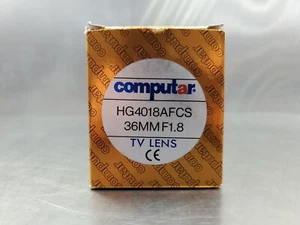 computar
HG4018AFCS
36MM F1.8
TV LENS
CE